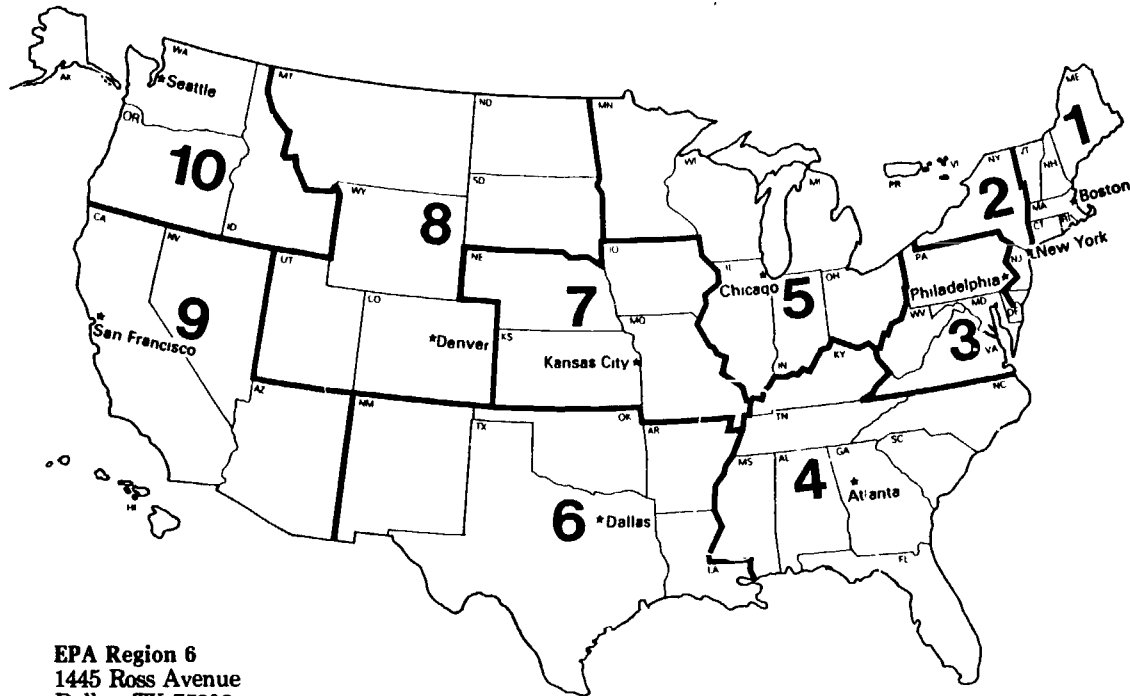 WA
Seattle
AK
OR
10
ID
MT
ND
SD
WY
8
MN
WI
MI
ME
1
VT
NH
NY
2
MA
Boston
CT
RI
New York
PR
VI
CA
NV
9
San Francisco
UT
CO
Denver
NE
7
KS
Kansas City
IO
MO
IL
Chicago
5
IN
OH
KY
PA
NJ
Philadelphia
MD
DE
WV
3
VA
NC
AZ
NM
TX
OK
AR
TN
MS
AL
4
GA
SC
Atlanta
6
Dallas
LA
FL
HI
EPA Region 6
1445 Ross Avenue